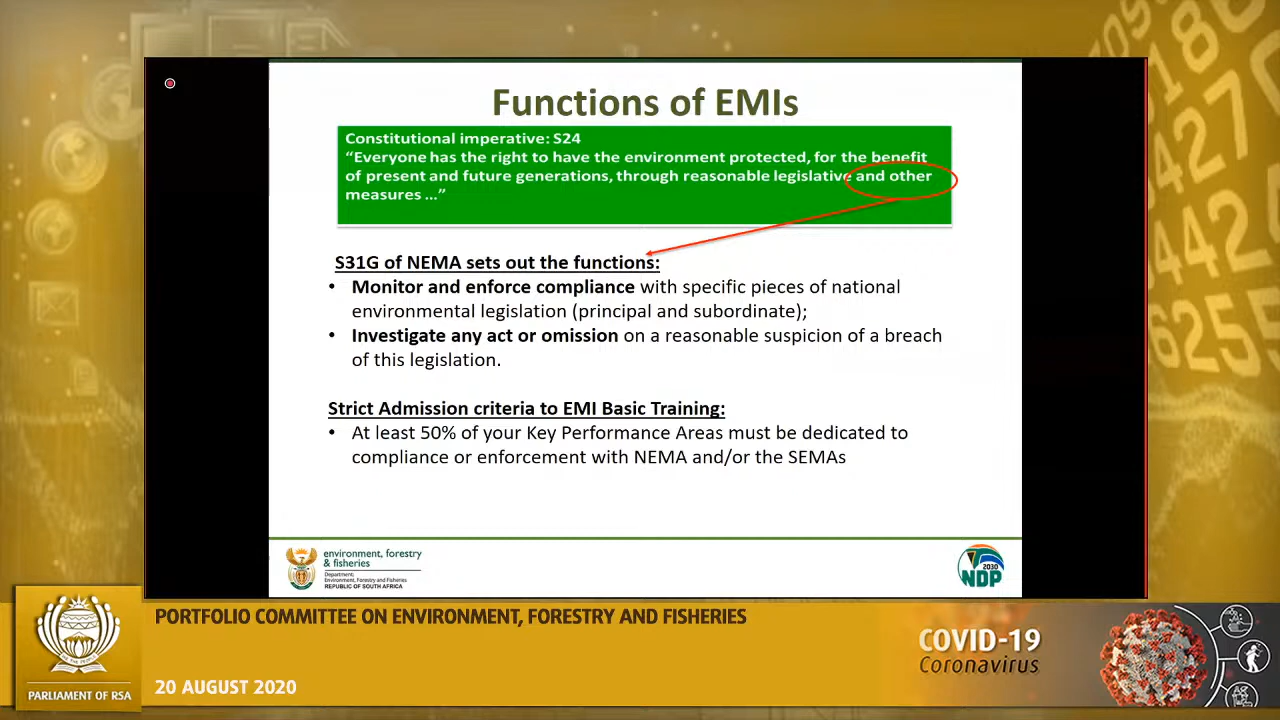 Functions of EMIs
Constitutional imperative: S24
“Everyone has the right to have the environment protected, for the benefit
of present and future generations, through reasonable legislative and other
measures ...”
S31G of NEMA sets out the functions:
• Monitor and enforce compliance with specific pieces of national
environmental legislation (principal and subordinate);
• Investigate any act or omission on a reasonable suspicion of a breach
of this legislation.
Strict Admission criteria to EMI Basic Training:
• At least 50% of your Key Performance Areas must be dedicated to
compliance or enforcement with NEMA and/or the SEMAs
environment, forestry
& fisheries
Department:
Environment, Forestry and Fisheries
REPUBLIC OF SOUTH AFRICA
2030
NDP
PORTFOLIO COMMITTEE ON ENVIRONMENT, FORESTRY AND FISHERIES
20 AUGUST 2020
PARLIAMENT OF RSA
COVID-19
Coronavirus